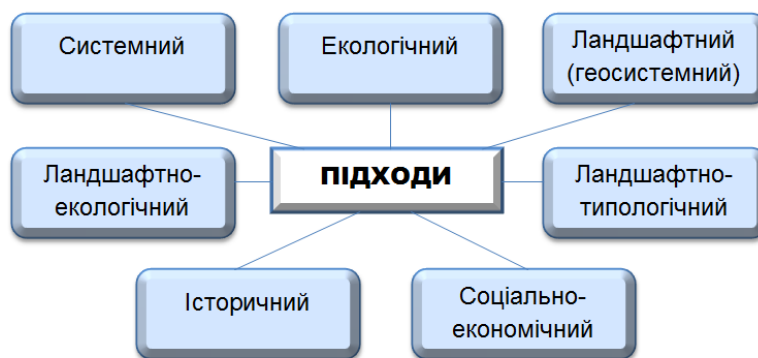 Системний
Екологічний
Ландшафтний
(геосистемний)
Ландшафтно-
екологічний
ПІДХОДИ
Ландшафтно-
типологічний
Історичний
Соціально-
економічний